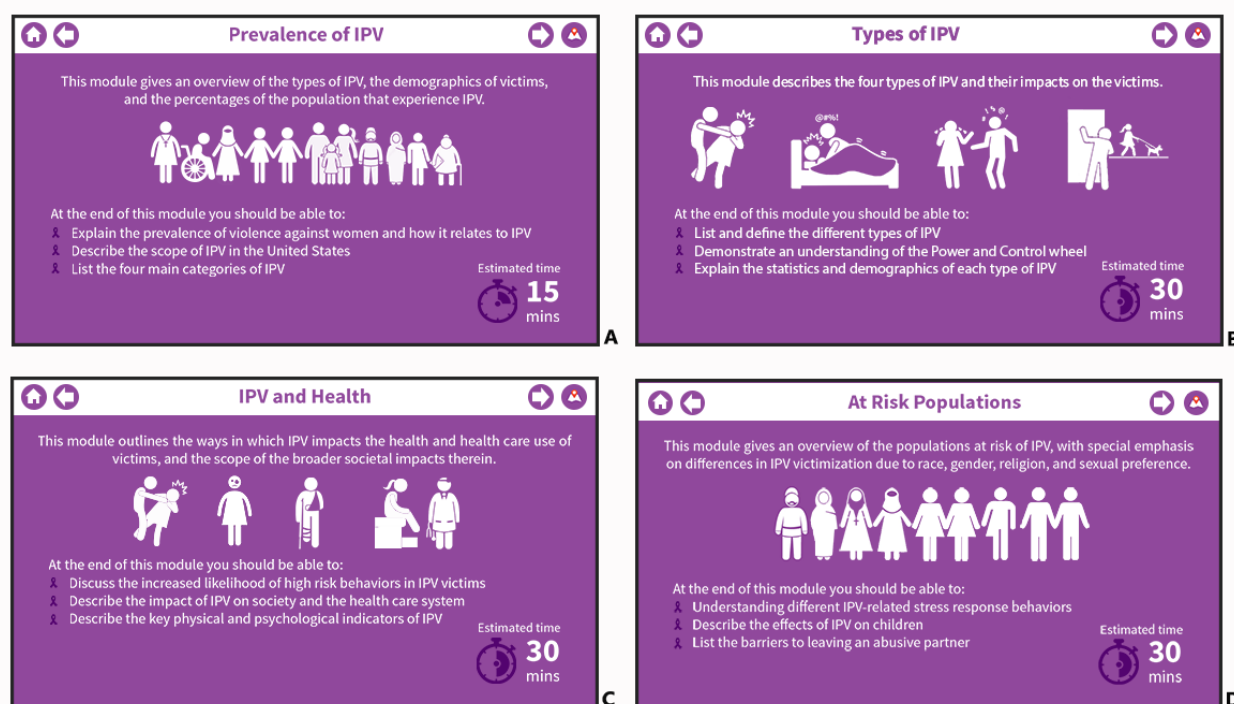 Prevalence of IPV
This module gives an overview of the types of IPV, the demographics of victims,
and the percentages of the population that experience IPV.
At the end of this module you should be able to:
Explain the prevalence of violence against women and how it relates to IPV
Describe the scope of IPV in the United States
List the four main categories of IPV
Estimated time
15
mins
A
Types of IPV
This module describes the four types of IPV and their impacts on the victims.
@#%!
! % @
#
At the end of this module you should be able to:
List and define the different types of IPV
Demonstrate an understanding of the Power and Control wheel
Explain the statistics and demographics of each type of IPV
Estimated time
30
mins
B
IPV and Health
This module outlines the ways in which IPV impacts the health and health care use of
victims, and the scope of the broader societal impacts therein.
At the end of this module you should be able to:
Discuss the increased likelihood of high risk behaviors in IPV victims
Describe the impact of IPV on society and the health care system
Describe the key physical and psychological indicators of IPV
Estimated time
30
mins
C
At Risk Populations
This module gives an overview of the populations at risk of IPV, with special emphasis
on differences in IPV victimization due to race, gender, religion, and sexual preference.
At the end of this module you should be able to:
Understanding different IPV-related stress response behaviors
Describe the effects of IPV on children
List the barriers to leaving an abusive partner
Estimated time
30
mins
D